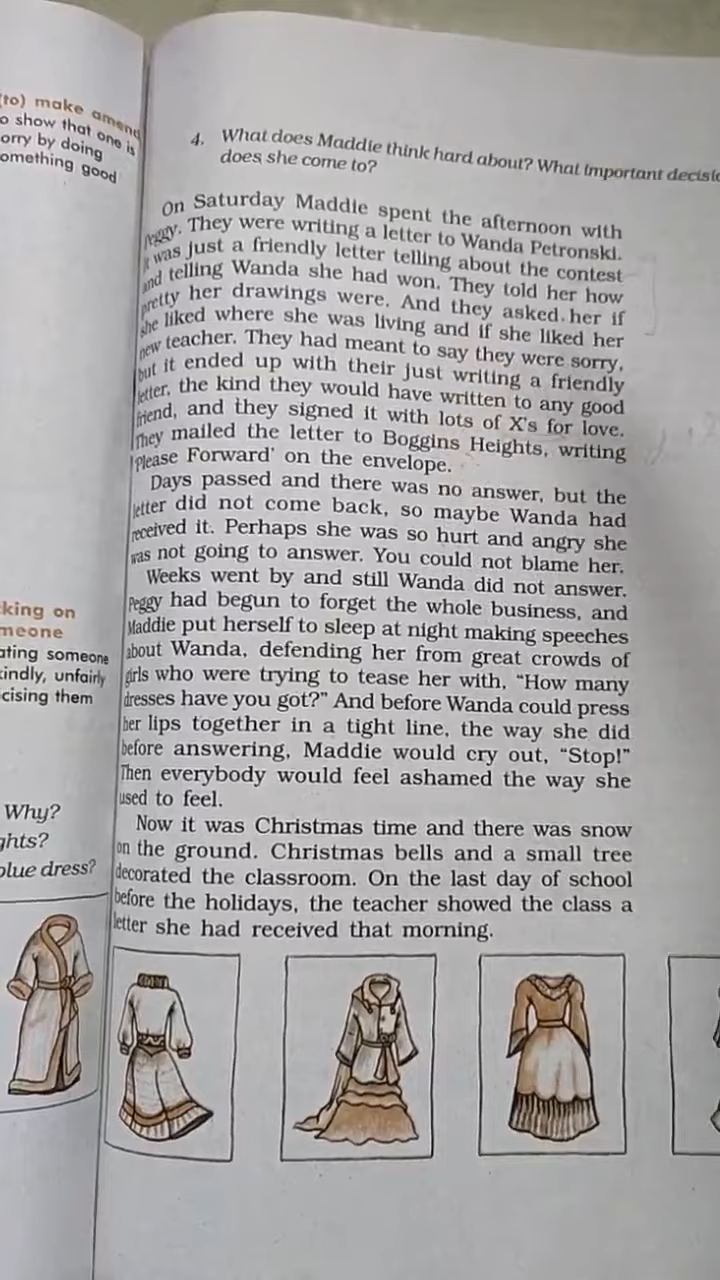 (to) make amend
o show that one is
orry by doing
omething good
king on
meone
ating someone
indly, unfairly
cising them
Why?
ghts?
blue dress?
4. What does Maddie think hard about? What important decisio
does she come to?
On Saturday Maddie spent the afternoon with
Peggy. They were writing a letter to Wanda Petronski.
It was just a friendly letter telling about the contest
and telling Wanda she had won. They told her how
pretty her drawings were. And they asked her if
she liked where she was living and if she liked her
new teacher. They had meant to say they were sorry,
but it ended up with their just writing a friendly
letter, the kind they would have written to any good
friend, and they signed it with lots of X's for love.
They mailed the letter to Boggins Heights, writing
'Please Forward' on the envelope.
Days passed and there was no answer, but the
letter did not come back, so maybe Wanda had
received it. Perhaps she was so hurt and angry she
was not going to answer. You could not blame her.
Weeks went by and still Wanda did not answer.
Peggy had begun to forget the whole business, and
Maddie put herself to sleep at night making speeches
about Wanda, defending her from great crowds of
girls who were trying to tease her with, “How many
dresses have you got?” And before Wanda could press
her lips together in a tight line, the way she did
before answering, Maddie would cry out, “Stop!”
Then everybody would feel ashamed the way she
used to feel.
Now it was Christmas time and there was snow
on the ground. Christmas bells and a small tree
decorated the classroom. On the last day of school
before the holidays, the teacher showed the class a
letter she had received that morning.